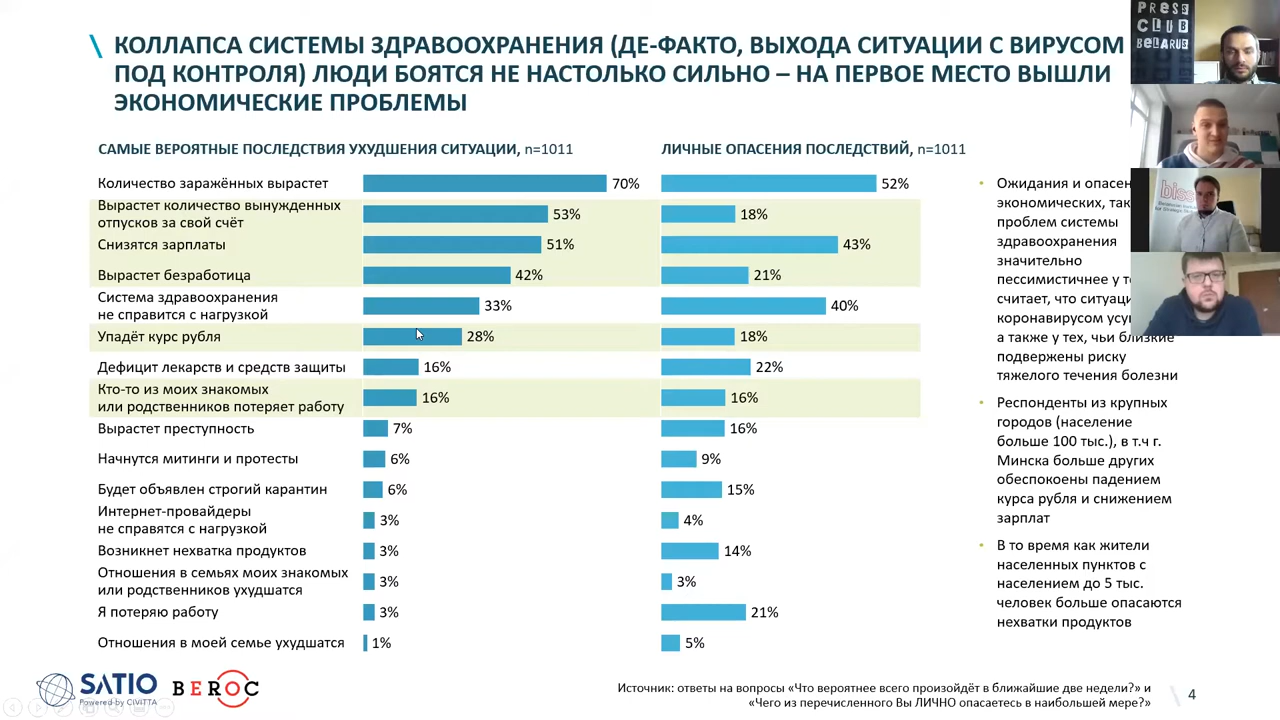 КОЛЛАПСА СИСТЕМЫ ЗДРАВООХРАНЕНИЯ (ДЕ-ФАКТО, ВЫХОДА СИТУАЦИИ С ВИРУСОМ
ПОД КОНТРОЛЯ) ЛЮДИ БОЯТСЯ НЕ НАСТОЛЬКО СИЛЬНО – НА ПЕРВОЕ МЕСТО ВЫШЛИ
ЭКОНОМИЧЕСКИЕ ПРОБЛЕМЫ
САМЫЕ ВЕРОЯТНЫЕ ПОСЛЕДСТВИЯ УХУДШЕНИЯ СИТУАЦИИ, n=1011
ЛИЧНЫЕ ОПАСЕНИЯ ПОСЛЕДСТВИЙ, n=1011
Количество заражённых вырастет 70% 52%
Вырастет количество вынужденных
отпусков за свой счёт 53% 18%
Снизятся зарплаты 51% 43%
Вырастет безработица 42% 21%
Система здравоохранения
не справится с нагрузкой 33% 40%
Упадёт курс рубля 28% 18%
Дефицит лекарств и средств защиты 16% 22%
Кто-то из моих знакомых
или родственников потеряет работу 16% 16%
Вырастет преступность 7% 16%
Начнутся митинги и протесты 6% 9%
Будет объявлен строгий карантин 6% 15%
Интернет-провайдеры
не справятся с нагрузкой 3% 4%
Возникнет нехватка продуктов 3% 14%
Отношения в семьях моих знакомых
или родственников ухудшатся 3% 3%
Я потеряю работу 3% 21%
Отношения в моей семье ухудшатся 1% 5%
• Ожидания и
экономических,
проблем системы
здравоохранения
значительно
пессимистичнее у
считает, что
коронавирусом
а также у тех, чьи близкие
подвержены риску
тяжелого течения болезни
• Респонденты из крупных
городов (население
больше 100 тыс.), в т.ч г.
Минска больше других
обеспокоены падением
курса рубля и снижением
зарплат
• В то время как жители
населенных пунктов с
населением до 5 тыс.
человек больше опасаются
нехватки продуктов
PRESS
CLUB
BELARUS
biss
SATIO
Powered by CIVITTA
BEROC
Источник: ответы на вопросы «Что вероятнее всего произойдёт в ближайшие две недели?» и
«Чего из перечисленного Вы ЛИЧНО опасаетесь в наибольшей мере?»
4